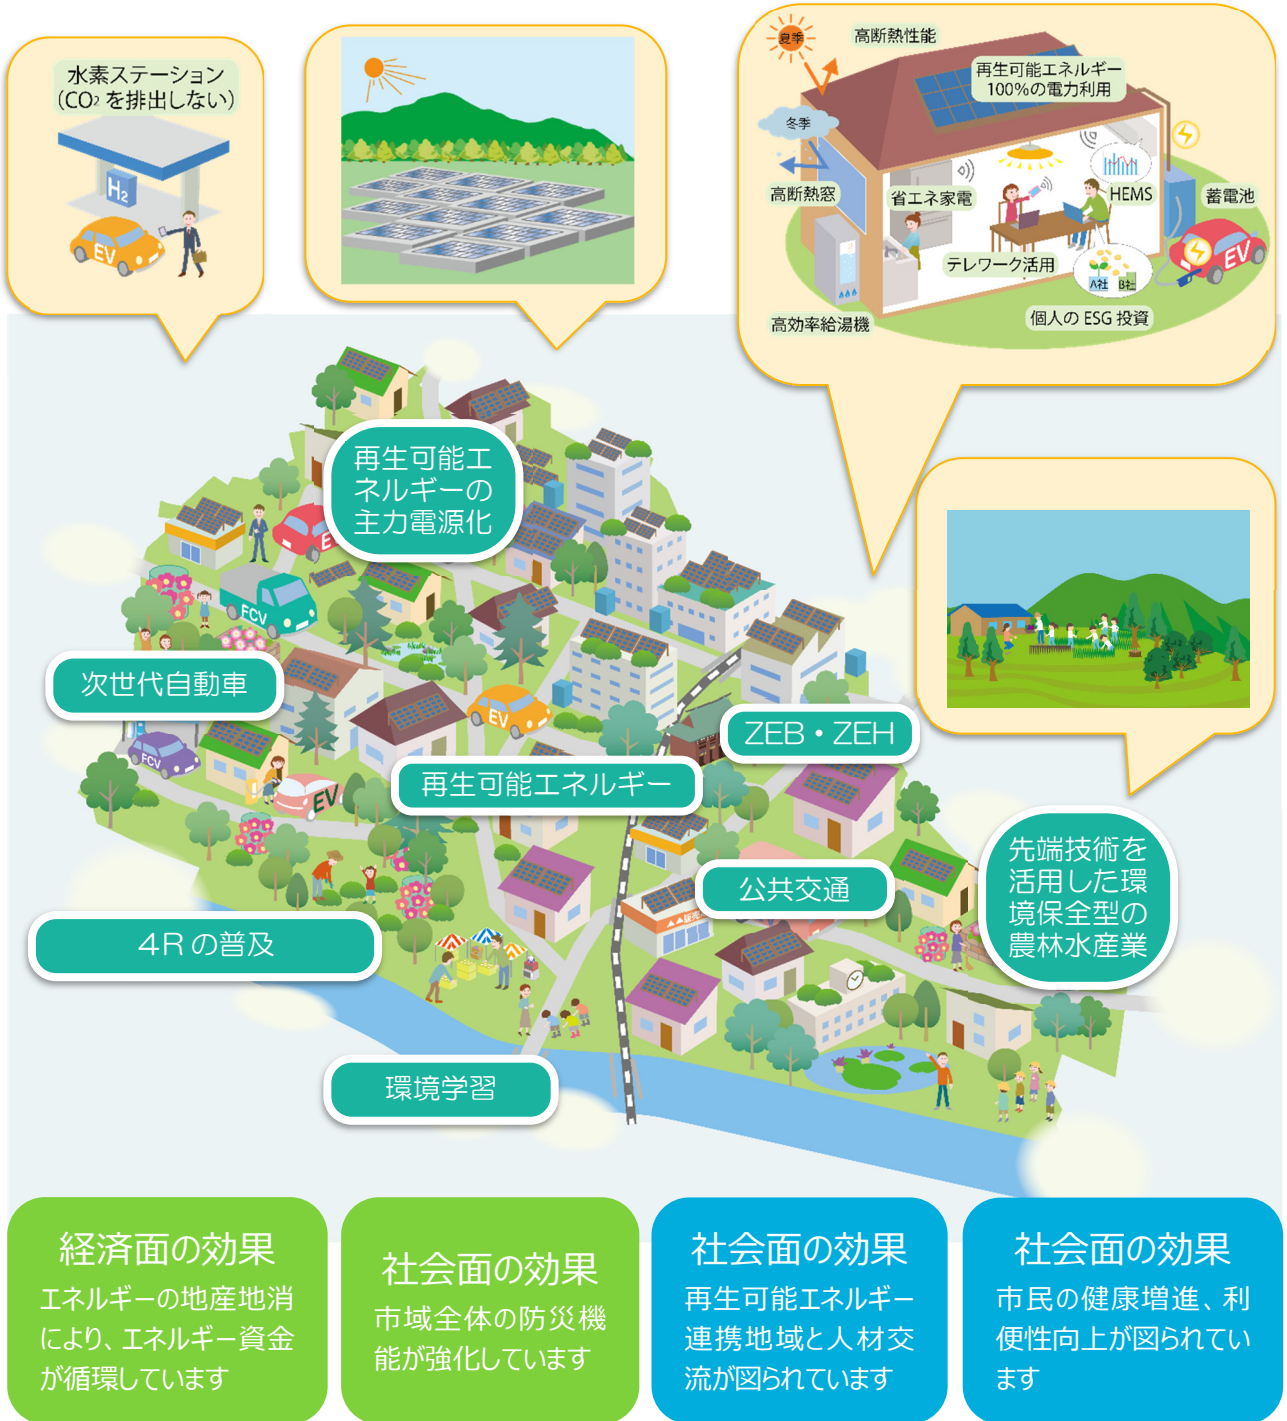 水素ステーション
(CO2 を排出しない)
H2
EV
夏季
高断熱性能
再生可能エネルギー
100%の電力利用
冬季
高断熱窓
省エネ家電
HEMS
蓄電池
テレワーク活用
EV
A社
B社
高効率給湯機
個人の ESG 投資
再生可能エ
ネルギーの
主力電源化
FCV
次世代自動車
EV
ZEB・ZEH
FCV
再生可能エネルギー
EV
先端技術を
活用した環
境保全型の
農林水産業
公共交通
4R の普及
環境学習
経済面の効果
エネルギーの地産地消
により、エネルギー資金
が循環しています
社会面の効果
市域全体の防災機
能が強化しています
社会面の効果
再生可能エネルギー
連携地域と人材交
流が図られています
社会面の効果
市民の健康増進、利
便性向上が図られてい
ます